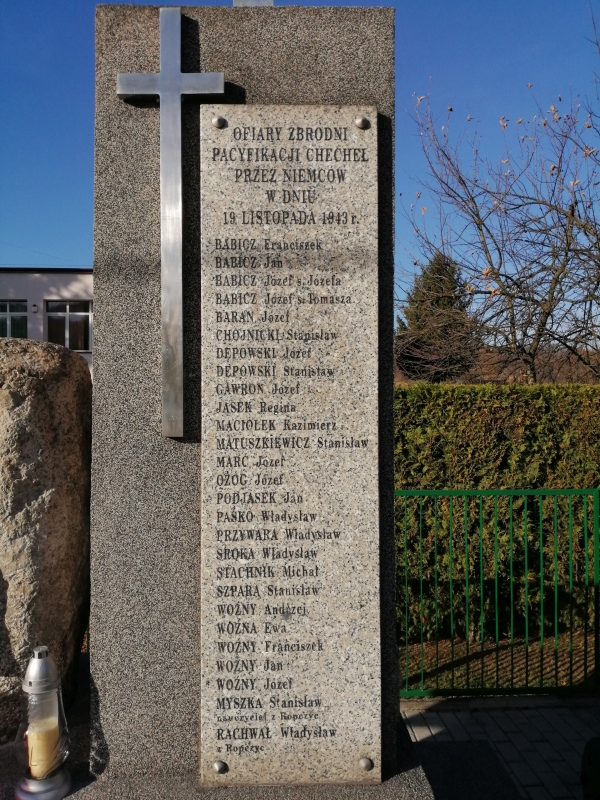 OFIARY ZBRODNI
PACYFIKACJI CHECHEŁ
PRZEZ NIEMCÓW
W DNIU
19 LISTOPADA 1943 r.
BABICZ Franciszek
BABICZ Jan
BABICZ Józef s. Józefa
BABICZ Józef s. Tomasza
BARAN Józef
CHOJNICKI Stanisław
DEPOWSKI Józef
DEPOWSKI Stanisław
GAWRON Józef
JASEK Regina
MACIOŁEK Kazimierz
MATUSZKIEWICZ Stanisław
MARĆ Józef
OŻÓG Józef
PODJASEK Jan
PAŚKO Władysław
PRZYWARA Władysław
SROKA Władysław
STACHNIK Michał
SZPARA Stanisław
WOŹNY Andrzej
WOŹNA Ewa
WOŹNY Franciszek
WOŹNY Jan
WOŹNY Józef
MYSZKA Stanisław
nauczyciel z Ropczyc
RACHWAŁ Władysław
z Ropczyc